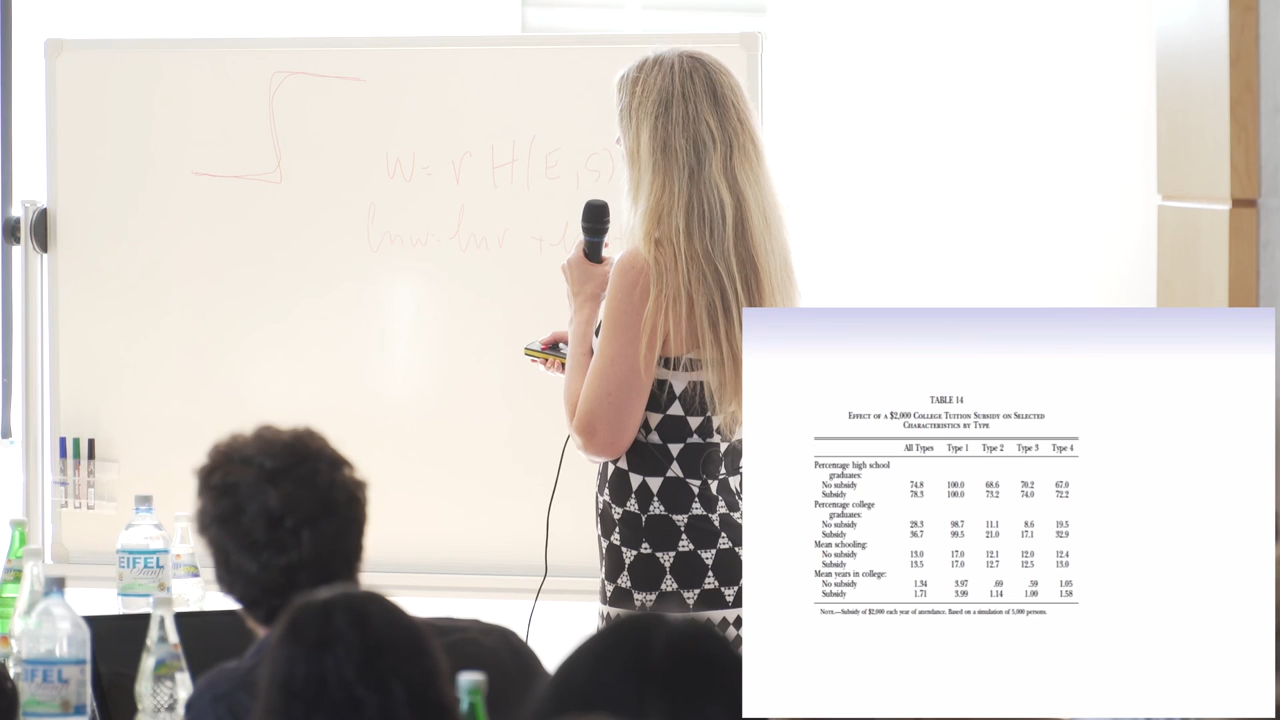 W = r H(E, S)
ln w = ln r +
EIFEL
EIFEL
TABLE 14
EFFECT OF A $2,000 COLLEGE TUITION SUBSIDY ON SELECTED
CHARACTERISTICS BY TYPE
All Types Type 1 Type 2 Type 3 Type 4
Percentage high school
graduates:
No subsidy 74.8 100.0 68.6 70.2 67.0
Subsidy 78.3 100.0 73.2 74.0 72.2
Percentage college
graduates:
No subsidy 28.3 98.7 11.1 8.6 19.5
Subsidy 36.7 99.5 21.0 17.1 32.9
Mean schooling:
No subsidy 13.0 17.0 12.1 12.0 12.4
Subsidy 13.5 17.0 12.7 12.5 13.0
Mean years in college:
No subsidy 1.34 3.97 .69 .59 1.05
Subsidy 1.71 3.99 1.14 1.00 1.58
NOTE.—Subsidy of $2,000 each year of attendance. Based on a simulation of 5,000 persons.